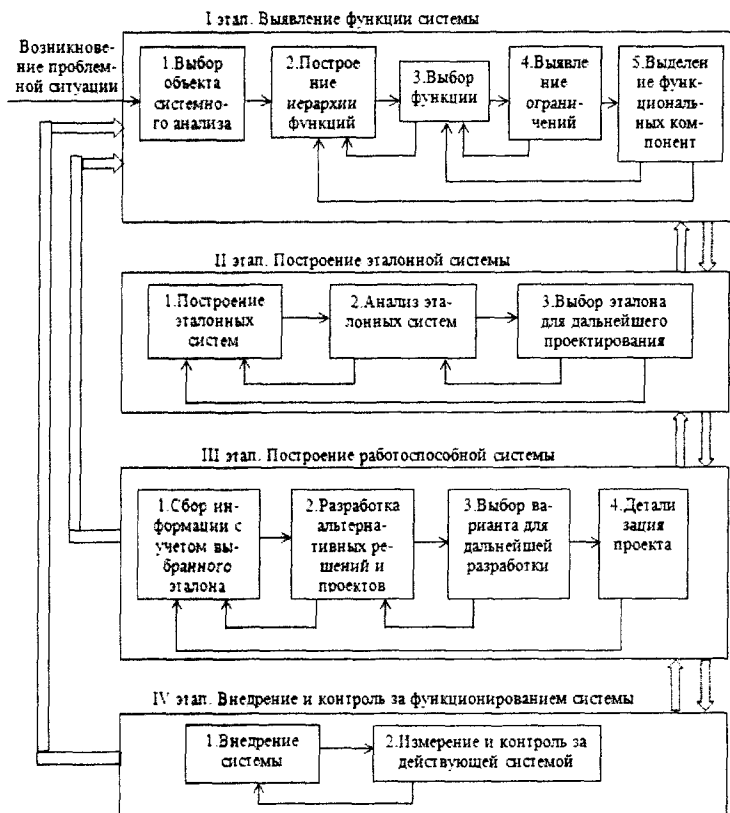 I этап. Выявление функции системы
Возникнове-
ние проблем-
ной ситуации
1.Выбор
объекта
системно-
го анализа
2.Построе-
ние
иерархии
функций
3.Выбор
функции
4.Выявле-
ние
ограни-
чений
5.Выделен
ие функ-
циональ-
ных ком-
понент
II этап. Построение эталонной системы
1.Построение
эталонных
систем
2.Анализ эта-
лонных систем
3.Выбор эталона
для дальнейшего
проектирования
III этап. Построение работоспособной системы
1.Сбор ин-
формации с
учетом вы-
бранного
эталона
2.Разработка
альтерна-
тивных ре-
шений и
проектов
3.Выбор ва-
рианта для
дальнейшей
разработки
4.Детали
зация
проекта
IV этап. Внедрение и контроль за функционированием системы
1.Внедрение
системы
2.Измерение и контроль за
действующей системой